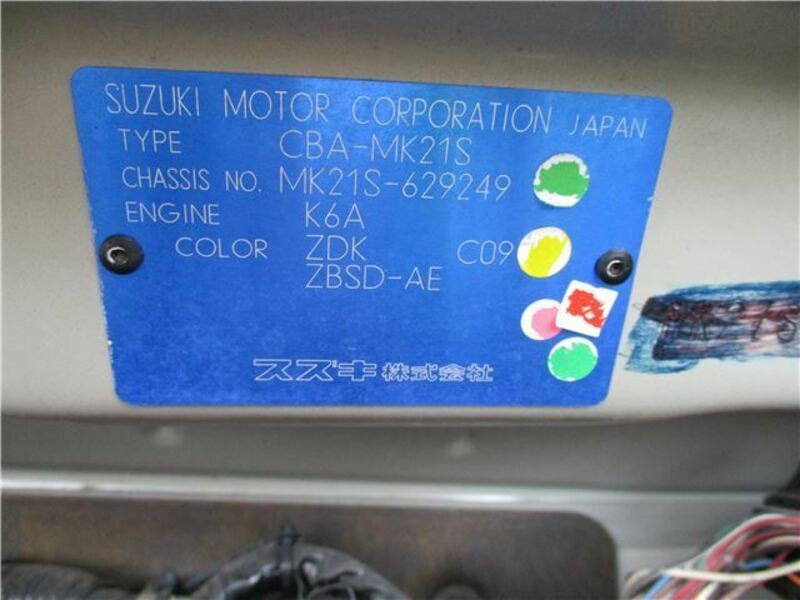 SUZUKI MOTOR CORPORATION JAPAN
TYPE CBA-MK21S
CHASSIS NO. MK21S-629249
ENGINE K6A
COLOR ZDK C09
ZBSD-AE
スズキ株式会社